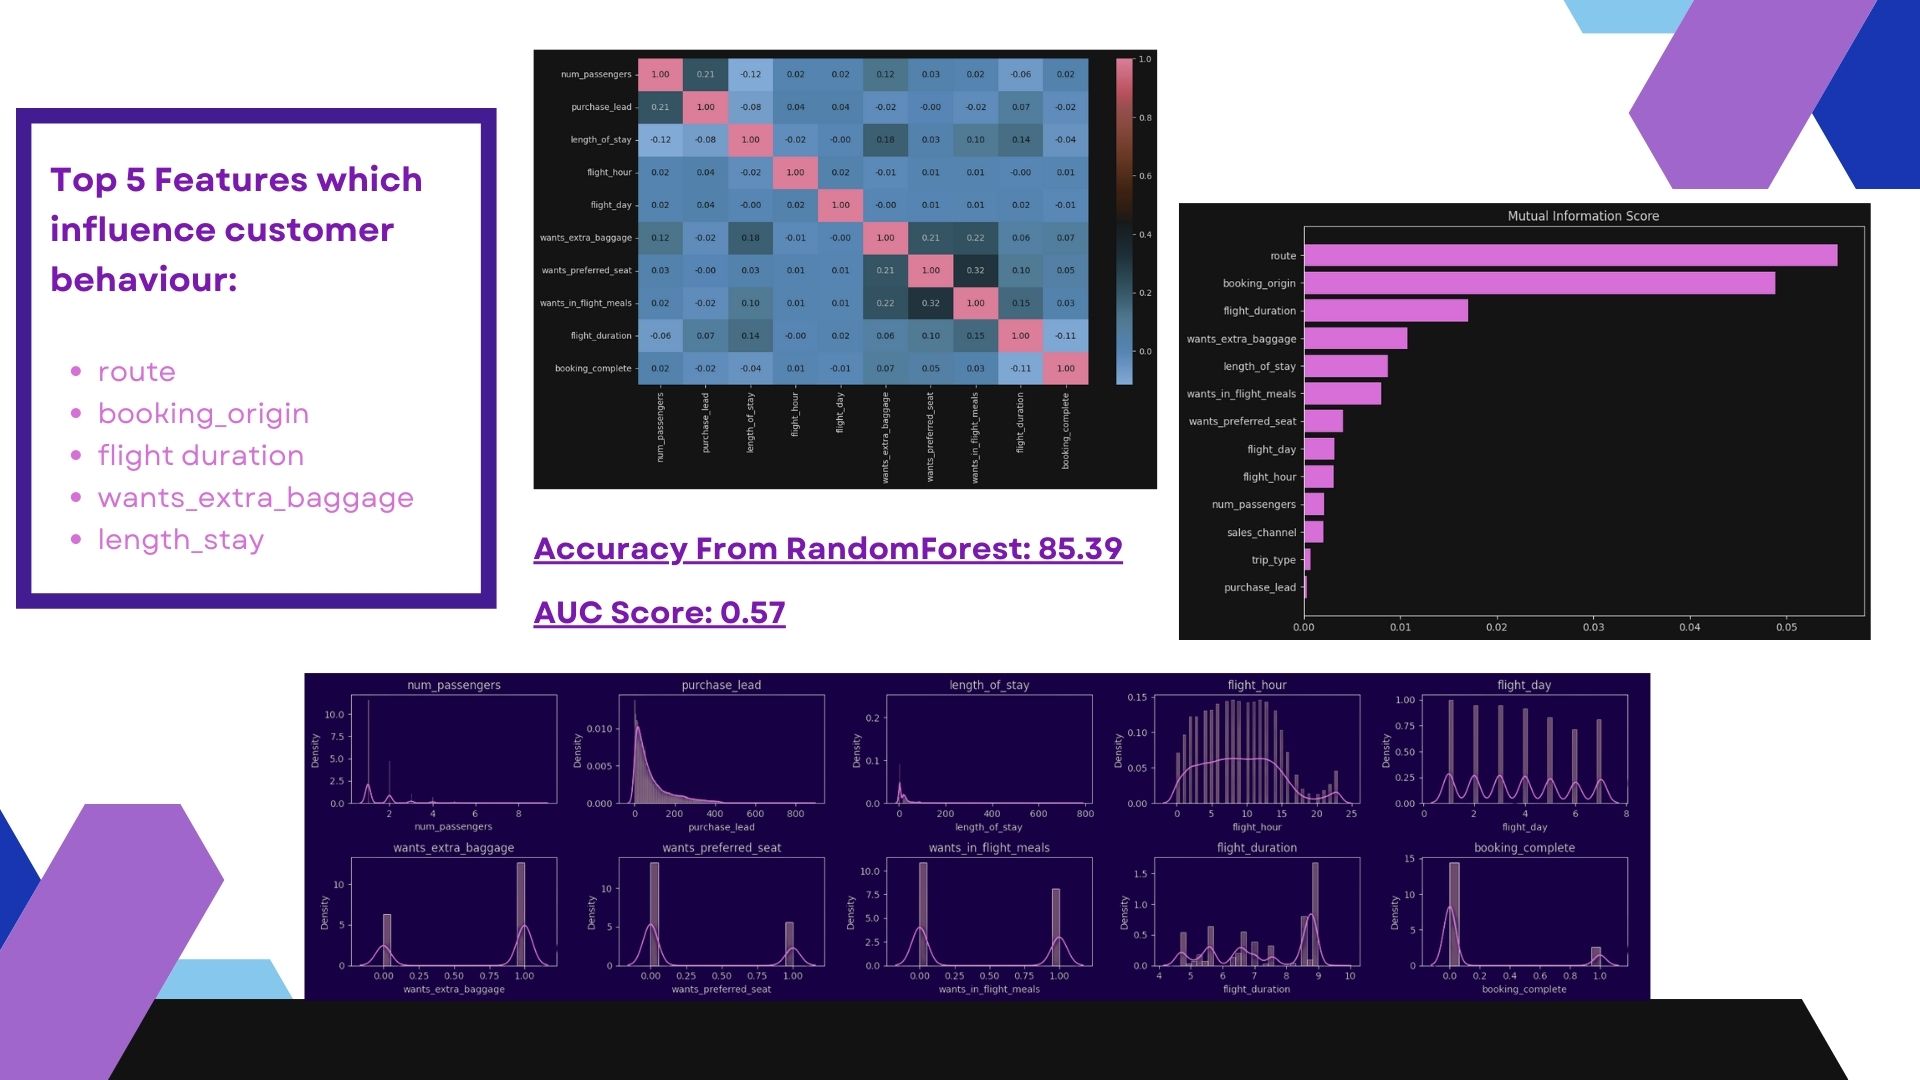 Top 5 Features which
influence customer
behaviour:
route
booking_origin
flight duration
wants_extra_baggage
length_stay
num_passengers 1.00 0.21 -0.12 0.02 0.02 0.12 0.03 0.02 -0.06 0.02
purchase_lead 0.21 1.00 -0.08 0.04 0.04 -0.02 -0.00 -0.02 0.07 -0.02
length_of_stay -0.12 -0.08 1.00 -0.02 -0.00 0.18 0.03 0.10 0.14 -0.04
flight_hour 0.02 0.04 -0.02 1.00 0.02 -0.01 0.01 0.01 -0.00 0.01
flight_day 0.02 0.04 -0.00 0.02 1.00 -0.00 0.01 0.01 0.02 -0.01
wants_extra_baggage 0.12 -0.02 0.18 -0.01 -0.00 1.00 0.21 0.22 0.06 0.07
wants_preferred_seat 0.03 -0.00 0.03 0.01 0.01 0.21 1.00 0.32 0.10 0.05
wants_in_flight_meals 0.02 -0.02 0.10 0.01 0.01 0.22 0.32 1.00 0.15 0.03
flight_duration -0.06 0.07 0.14 -0.00 0.02 0.06 0.10 0.15 1.00 -0.11
booking_complete 0.02 -0.02 -0.04 0.01 -0.01 0.07 0.05 0.03 -0.11 1.00
num_passengers
purchase_lead
length_of_stay
flight_hour
flight_day
wants_extra_baggage
wants_preferred_seat
wants_in_flight_meals
flight_duration
booking_complete
1.0
0.8
0.6
0.4
0.2
0.0
Accuracy From RandomForest: 85.39
AUC Score: 0.57
Mutual Information Score
route
booking_origin
flight_duration
wants_extra_baggage
length_of_stay
wants_in_flight_meals
wants_preferred_seat
flight_day
flight_hour
num_passengers
sales_channel
trip_type
purchase_lead
0.00 0.01 0.02 0.03 0.04 0.05
num_passengers
Density
10.0
7.5
5.0
2.5
0.0
2 4 6 8
num_passengers
purchase_lead
Density
0.010
0.005
0.000
0 200 400 600 800
purchase_lead
length_of_stay
Density
0.2
0.1
0.0
0 200 400 600 800
length_of_stay
flight_hour
Density
0.15
0.10
0.05
0.00
0 5 10 15 20 25
flight_hour
flight_day
Density
1.00
0.75
0.50
0.25
0.00
0 2 4 6 8
flight_day
wants_extra_baggage
Density
10
5
0
0.00 0.25 0.50 0.75 1.00
wants_extra_baggage
wants_preferred_seat
Density
10
5
0
0.00 0.25 0.50 0.75 1.00
wants_preferred_seat
wants_in_flight_meals
Density
10.0
7.5
5.0
2.5
0.0
0.00 0.25 0.50 0.75 1.00
wants_in_flight_meals
flight_duration
Density
1.5
1.0
0.5
0.0
4 5 6 7 8 9 10
flight_duration
booking_complete
Density
15
10
5
0
0.0 0.2 0.4 0.6 0.8 1.0
booking_complete